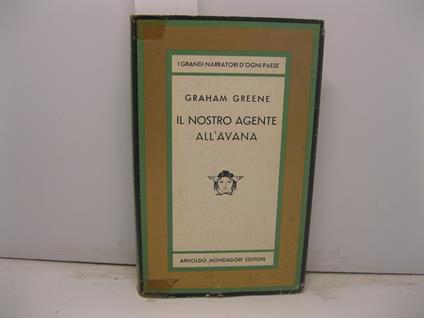 I GRANDI NARRATORI D'OGNI PAESE
GRAHAM GREENE
IL NOSTRO AGENTE
ALL'AVANA
ARNOLDO MONDADORI EDITORE